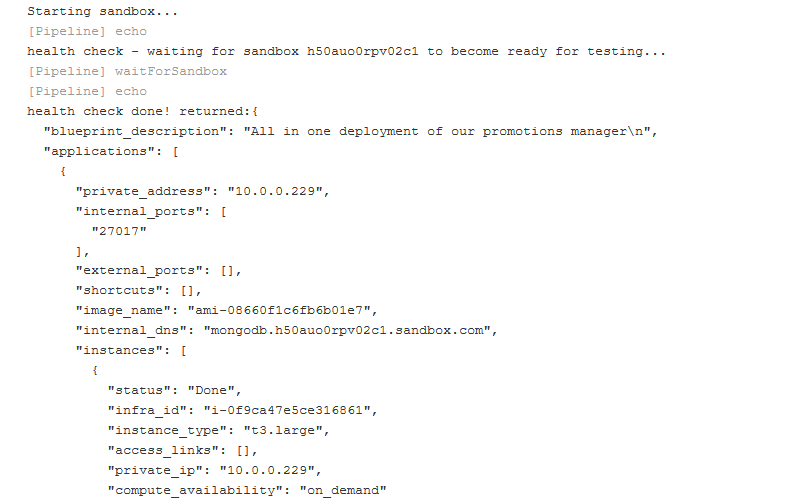 Starting sandbox...
[Pipeline] echo
health check - waiting for sandbox h50auo0rpv02c1 to become ready for testing...
[Pipeline] waitForSandbox
[Pipeline] echo
health check done! returned:{
  "blueprint_description": "All in one deployment of our promotions manager\n",
  "applications": [
    {
      "private_address": "10.0.0.229",
      "internal_ports": [
        "27017"
      ],
      "external_ports": [],
      "shortcuts": [],
      "image_name": "ami-08660f1c6fb6b01e7",
      "internal_dns": "mongodb.h50auo0rpv02c1.sandbox.com",
      "instances": [
        {
          "status": "Done",
          "infra_id": "i-0f9ca47e5ce316861",
          "instance_type": "t3.large",
          "access_links": [],
          "private_ip": "10.0.0.229",
          "compute_availability": "on_demand"